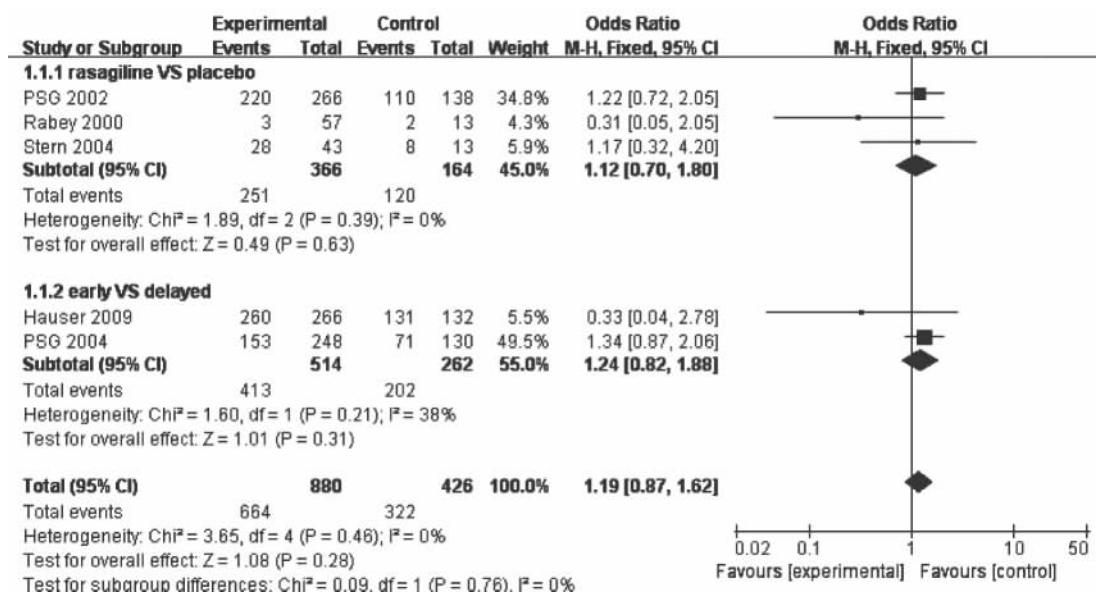 Experimental Control Odds Ratio Odds Ratio
Study or Subgroup Events Total Events Total Weight M-H, Fixed, 95% CI M-H, Fixed, 95% CI
1.1.1 rasagiline VS placebo
PSG 2002 220 266 110 138 34.8% 1.22 [0.72, 2.05]
Rabey 2000 3 57 2 13 4.3% 0.31 [0.05, 2.05]
Stern 2004 28 43 8 13 5.9% 1.17 [0.32, 4.20]
Subtotal (95% CI) 366 164 45.0% 1.12 [0.70, 1.80]
Total events 251 120
Heterogeneity: Chi² = 1.89, df = 2 (P = 0.39); I² = 0%
Test for overall effect: Z = 0.49 (P = 0.63)
1.1.2 early VS delayed
Hauser 2009 260 266 131 132 5.5% 0.33 [0.04, 2.78]
PSG 2004 153 248 71 130 49.5% 1.34 [0.87, 2.06]
Subtotal (95% CI) 514 262 55.0% 1.24 [0.82, 1.88]
Total events 413 202
Heterogeneity: Chi² = 1.60, df = 1 (P = 0.21); I² = 38%
Test for overall effect: Z = 1.01 (P = 0.31)
Total (95% CI) 880 426 100.0% 1.19 [0.87, 1.62]
Total events 664 322
Heterogeneity: Chi² = 3.65, df = 4 (P = 0.46); I² = 0%
Test for overall effect: Z = 1.08 (P = 0.28)
Test for subgroup differences: Chi² = 0.09, df = 1 (P = 0.76), I² = 0%
0.02 0.1 1 10 50
Favours [experimental] Favours [control]